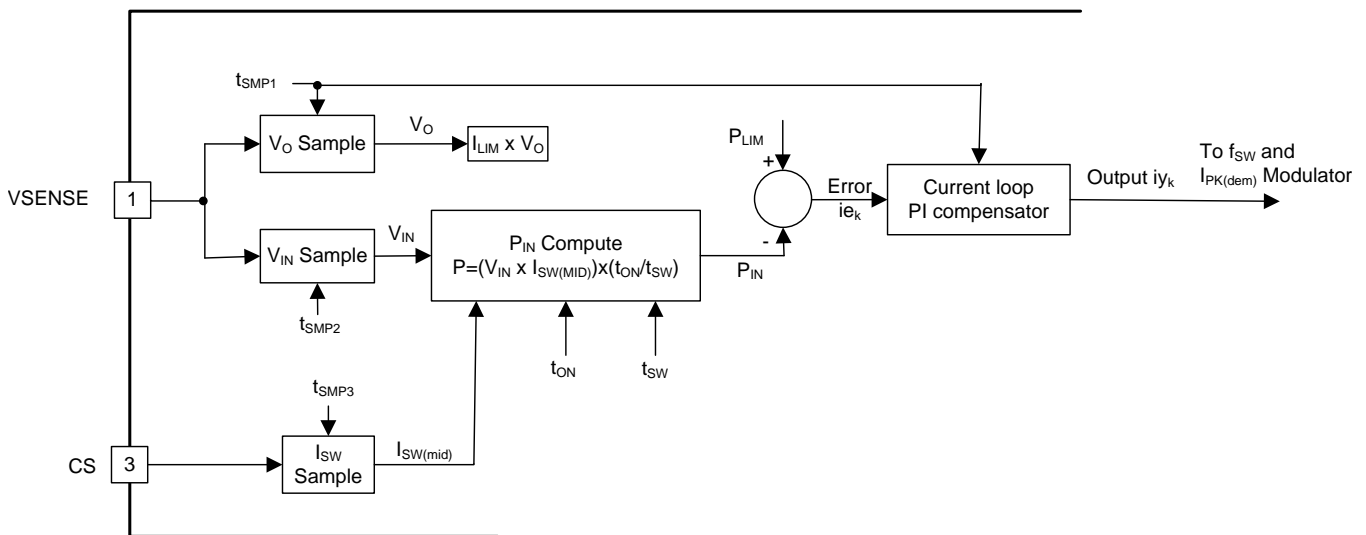 tSMP1
VO Sample
VO
ILIM x VO
PLIM
+
VSENSE
1
Error
iek
Current loop
PI compensator
Output iyk
To fSW and
IPK(dem) Modulator
VIN Sample
VIN
PIN Compute
P=(VIN x ISW(MID))x(tON/tSW)
-
PIN
tSMP2
tON
tSW
tSMP3
CS
3
ISW
Sample
ISW(mid)